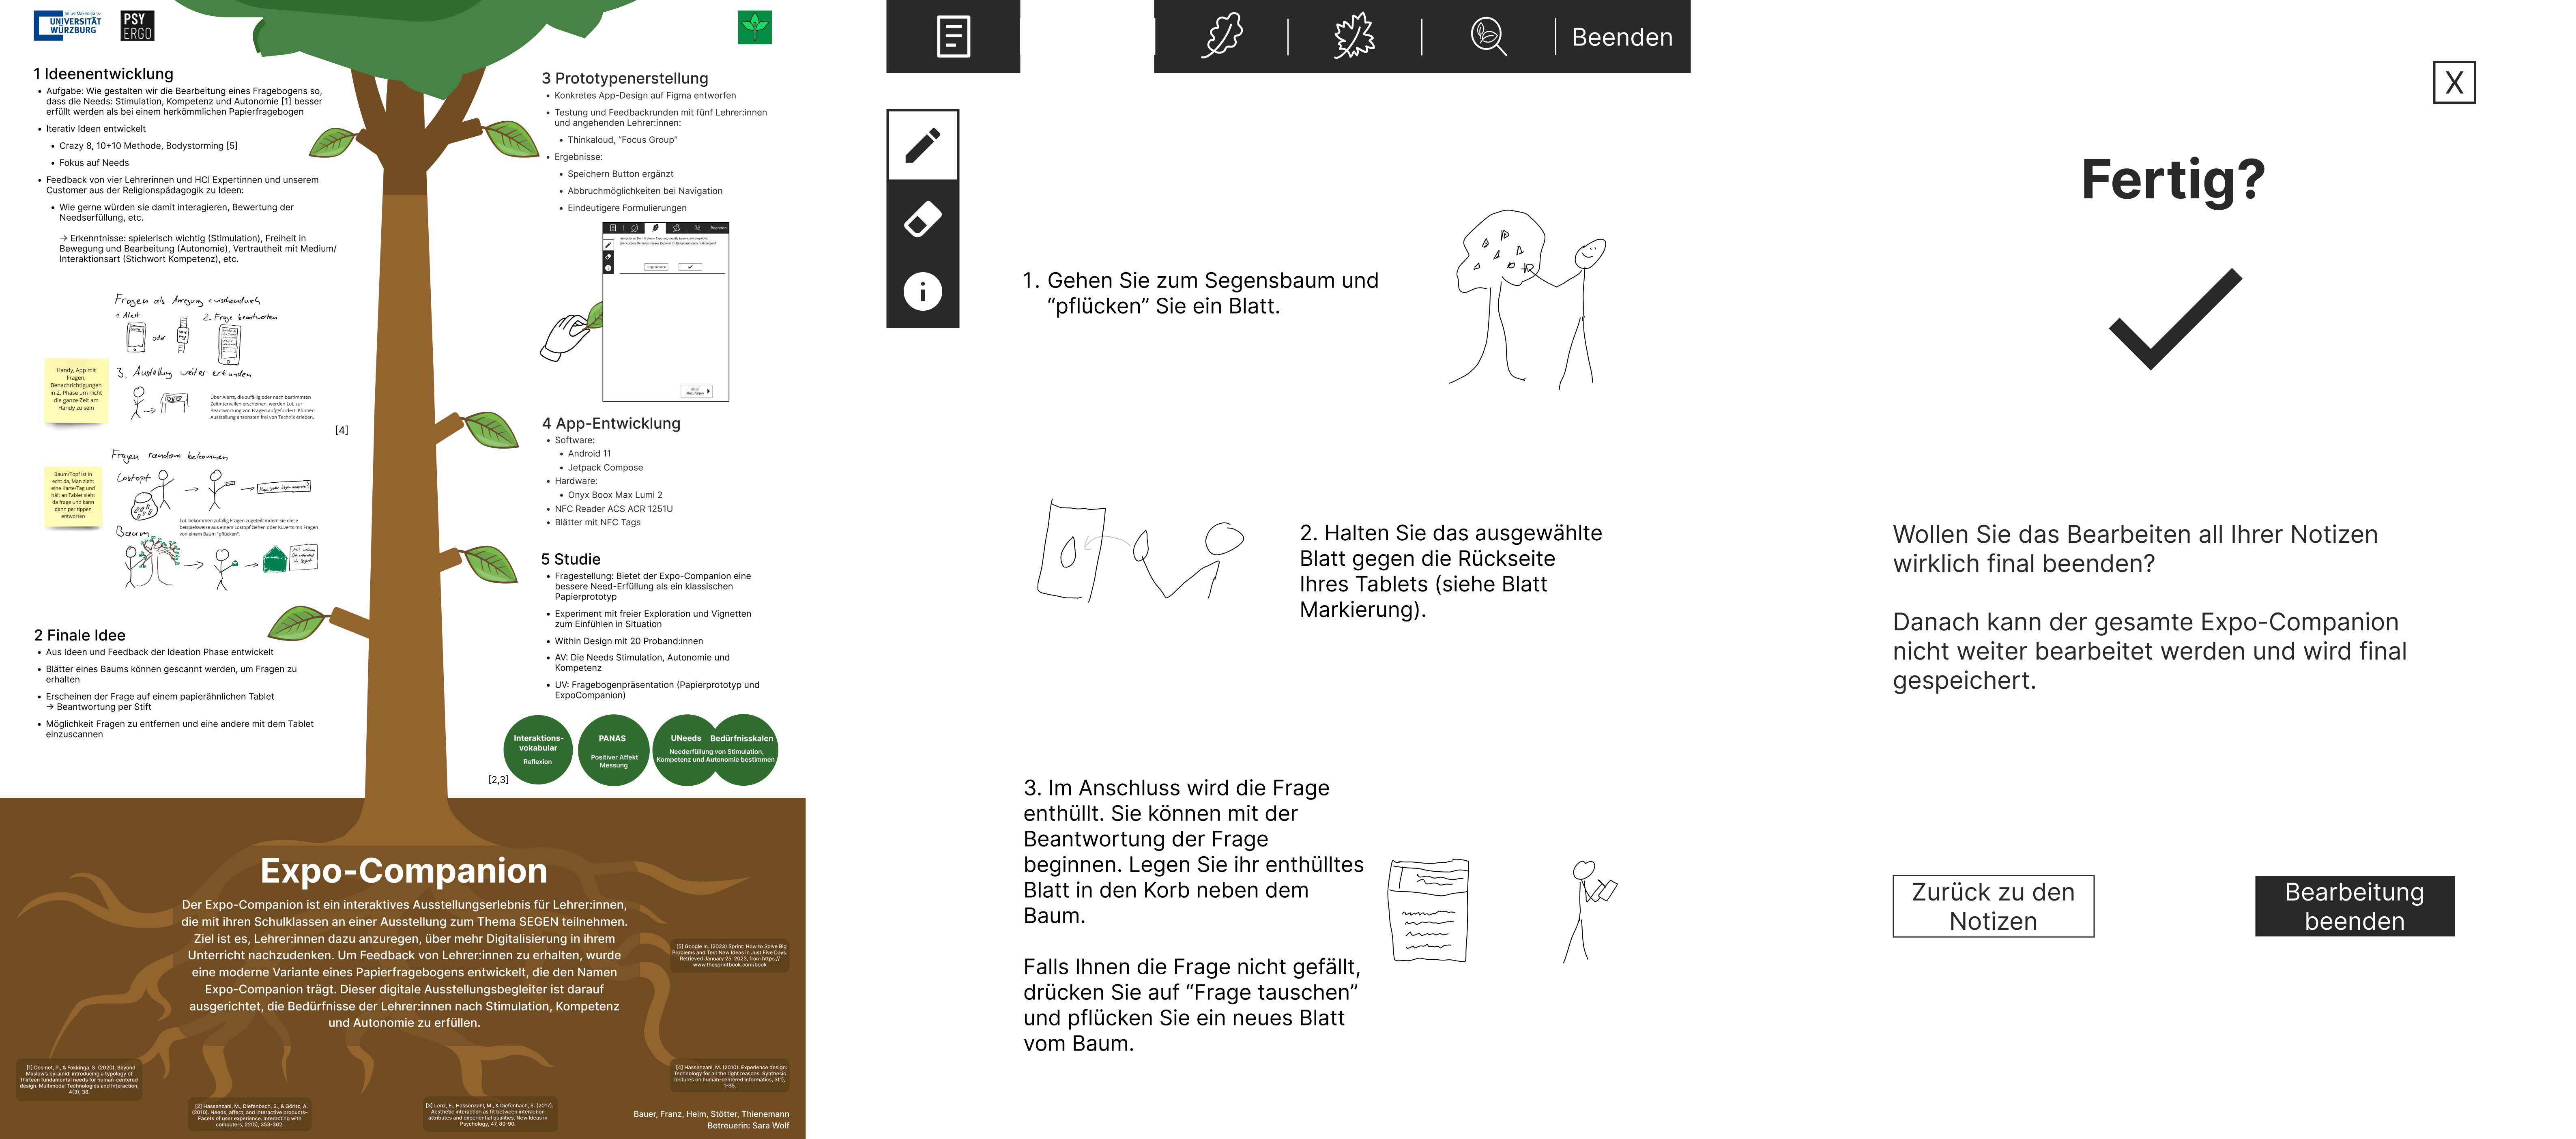 Julius-Maximilians-
UNIVERSITÄT
WÜRZBURG
PSY
ERGO
1 Ideenentwicklung
• Aufgabe: Wie gestalten wir die Bearbeitung eines Fragebogens so,
dass die Needs: Stimulation, Kompetenz und Autonomie [1] besser
erfüllt werden als bei einem herkömmlichen Papierfragebogen
• Iterativ Ideen entwickelt
• Crazy 8, 10+10 Methode, Bodystorming [5]
• Fokus auf Needs
• Feedback von vier Lehrerinnen und HCI Expertinnen und unserem
Customer aus der Religionspädagogik zu Ideen:
• Wie gerne würden sie damit interagieren, Bewertung der
Needserfüllung, etc.
→ Erkenntnisse: spielerisch wichtig (Stimulation), Freiheit in
Bewegung und Bearbeitung (Autonomie), Vertrautheit mit Medium/
Interaktionsart (Stichwort Kompetenz), etc.
Fragen als Anregung zwischendurch
1. Alert
oder
2. Frage beantworten
Handy, App mit
Fragen,
Benachrichtigungen
in 2. Phase um nicht
die ganze Zeit am
Handy zu sein
3. Austellung weiter erkunden
Über Alerts, die zufällig oder nach bestimmten
Zeitintervallen erscheinen, werden LuL zur
Beantwortung von Fragen aufgefordert. Können
Ausstellung ansonsten frei von Technik erleben.
[4]
Fragen random bekommen
Lostopf
Baum/Topf ist in
echt da, Man zieht
eine Karte/Tag und
hält an Tablet sieht
da frage und kann
dann per tippen
antworten
LuL bekommen zufällig Fragen zugeteilt indem sie diese
beispielsweise aus einem Lostopf ziehen oder Kuverts mit Fragen
von einem Baum "pflücken".
Baum
2 Finale Idee
• Aus Ideen und Feedback der Ideation Phase entwickelt
• Blätter eines Baums können gescannt werden, um Fragen zu
erhalten
• Erscheinen der Frage auf einem papierähnlichen Tablet
→ Beantwortung per Stift
• Möglichkeit Fragen zu entfernen und eine andere mit dem Tablet
einzuscannen
3 Prototypenerstellung
• Konkretes App-Design auf Figma entworfen
• Testung und Feedbackrunden mit fünf Lehrer:innen
und angehenden Lehrer:innen:
• Thinkaloud, "Focus Group"
• Ergebnisse:
• Speichern Button ergänzt
• Abbruchmöglichkeiten bei Navigation
• Eindeutigere Formulierungen
Beenden
Frage tauschen
Seite
hinzufügen
4 App-Entwicklung
• Software:
• Android 11
• Jetpack Compose
• Hardware:
• Onyx Boox Max Lumi 2
• NFC Reader ACS ACR 1251U
• Blätter mit NFC Tags
5 Studie
• Fragestellung: Bietet der Expo-Companion eine
bessere Need-Erfüllung als ein klassischen
Papierprototyp
• Experiment mit freier Exploration und Vignetten
zum Einfühlen in Situation
• Within Design mit 20 Proband:innen
• AV: Die Needs Stimulation, Autonomie und
Kompetenz
• UV: Fragebogenpräsentation (Papierprototyp und
ExpoCompanion)
Interaktions-
vokabular
Reflexion
PANAS
Positiver Affekt
Messung
UNeeds Bedürfnisskalen
Neederfüllung von Stimulation,
Kompetenz und Autonomie bestimmen
[2,3]
Expo-Companion
Der Expo-Companion ist ein interaktives Ausstellungserlebnis für Lehrer:innen,
die mit ihren Schulklassen an einer Ausstellung zum Thema SEGEN teilnehmen.
Ziel ist es, Lehrer:innen dazu anzuregen, über mehr Digitalisierung in ihrem
Unterricht nachzudenken. Um Feedback von Lehrer:innen zu erhalten, wurde
eine moderne Variante eines Papierfragebogens entwickelt, die den Namen
Expo-Companion trägt. Dieser digitale Ausstellungsbegleiter ist darauf
ausgerichtet, die Bedürfnisse der Lehrer:innen nach Stimulation, Kompetenz
und Autonomie zu erfüllen.
[5] Google In. (2023) Sprint: How to Solve Big
Problems and Test New Ideas in Just Five Days.
Retrieved January 25, 2023, from https://
www.thesprintbook.com/book
[1] Desmet, P., & Fokkinga, S. (2020). Beyond
Maslow's pyramid: introducing a typology of
thirteen fundamental needs for human-centered
design. Multimodal Technologies and Interaction,
4(3), 38.
[4] Hassenzahl, M. (2010). Experience design:
Technology for all the right reasons. Synthesis
lectures on human-centered informatics, 3(1),
1-95.
[2] Hassenzahl, M., Diefenbach, S., & Göritz, A.
(2010). Needs, affect, and interactive products–
Facets of user experience. Interacting with
computers, 22(5), 353-362.
[3] Lenz, E., Hassenzahl, M., & Diefenbach, S. (2017).
Aesthetic interaction as fit between interaction
attributes and experiential qualities. New Ideas in
Psychology, 47, 80-90.
Bauer, Franz, Heim, Stötter, Thienemann
Betreuerin: Sara Wolf
Beenden
1. Gehen Sie zum Segensbaum und
“pflücken” Sie ein Blatt.
2. Halten Sie das ausgewählte
Blatt gegen die Rückseite
Ihres Tablets (siehe Blatt
Markierung).
3. Im Anschluss wird die Frage
enthüllt. Sie können mit der
Beantwortung der Frage
beginnen. Legen Sie ihr enthülltes
Blatt in den Korb neben dem
Baum.
Falls Ihnen die Frage nicht gefällt,
drücken Sie auf “Frage tauschen”
und pflücken Sie ein neues Blatt
vom Baum.
X
Fertig?
Wollen Sie das Bearbeiten all Ihrer Notizen
wirklich final beenden?
Danach kann der gesamte Expo-Companion
nicht weiter bearbeitet werden und wird final
gespeichert.
Zurück zu den
Notizen
Bearbeitung
beenden